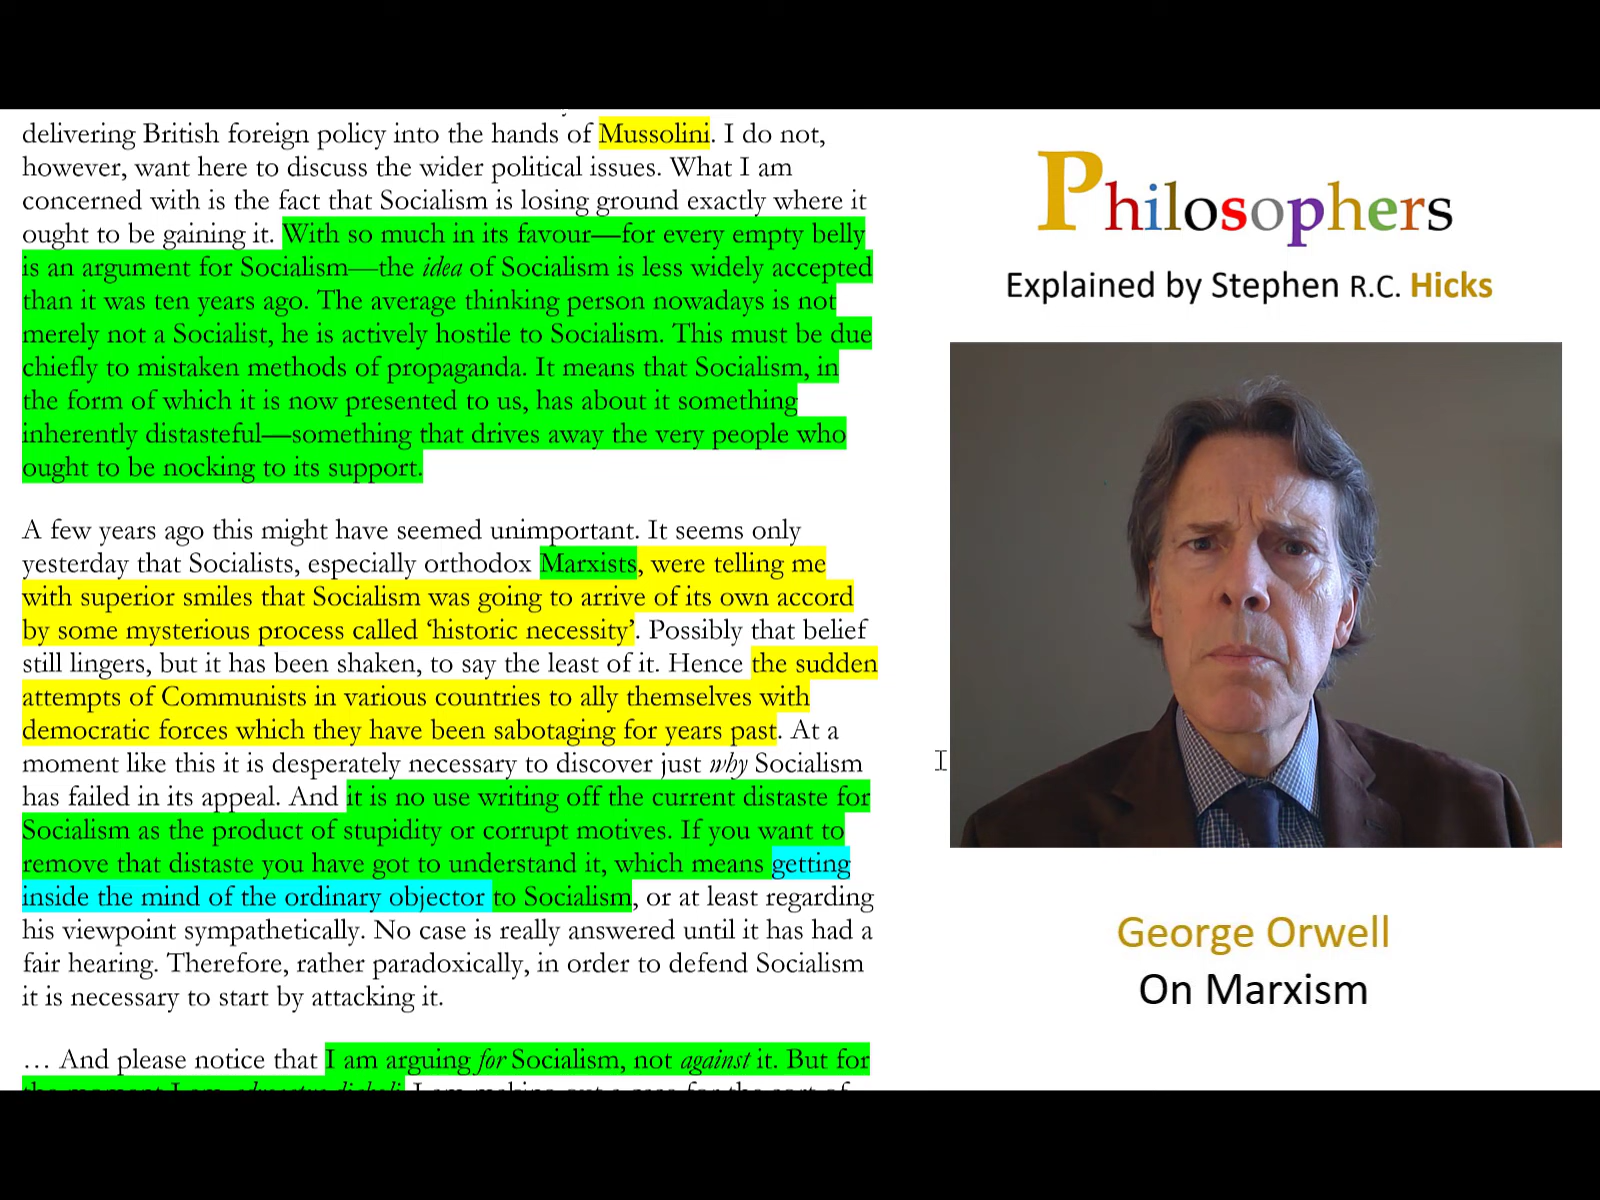 delivering British foreign policy into the hands of Mussolini. I do not,
however, want here to discuss the wider political issues. What I am
concerned with is the fact that Socialism is losing ground exactly where it
ought to be gaining it. With so much in its favour—for every empty belly
is an argument for Socialism—the idea of Socialism is less widely accepted
than it was ten years ago. The average thinking person nowadays is not
merely not a Socialist, he is actively hostile to Socialism. This must be due
chiefly to mistaken methods of propaganda. It means that Socialism, in
the form of which it is now presented to us, has about it something
inherently distasteful—something that drives away the very people who
ought to be nocking to its support.
A few years ago this might have seemed unimportant. It seems only
yesterday that Socialists, especially orthodox Marxists, were telling me
with superior smiles that Socialism was going to arrive of its own accord
by some mysterious process called ‘historic necessity’. Possibly that belief
still lingers, but it has been shaken, to say the least of it. Hence the sudden
attempts of Communists in various countries to ally themselves with
democratic forces which they have been sabotaging for years past. At a
moment like this it is desperately necessary to discover just why Socialism
has failed in its appeal. And it is no use writing off the current distaste for
Socialism as the product of stupidity or corrupt motives. If you want to
remove that distaste you have got to understand it, which means getting
inside the mind of the ordinary objector to Socialism, or at least regarding
his viewpoint sympathetically. No case is really answered until it has had a
fair hearing. Therefore, rather paradoxically, in order to defend Socialism
it is necessary to start by attacking it.
… And please notice that I am arguing for Socialism, not against it. But for
Philosophers
Explained by Stephen R.C. Hicks
George Orwell
On Marxism